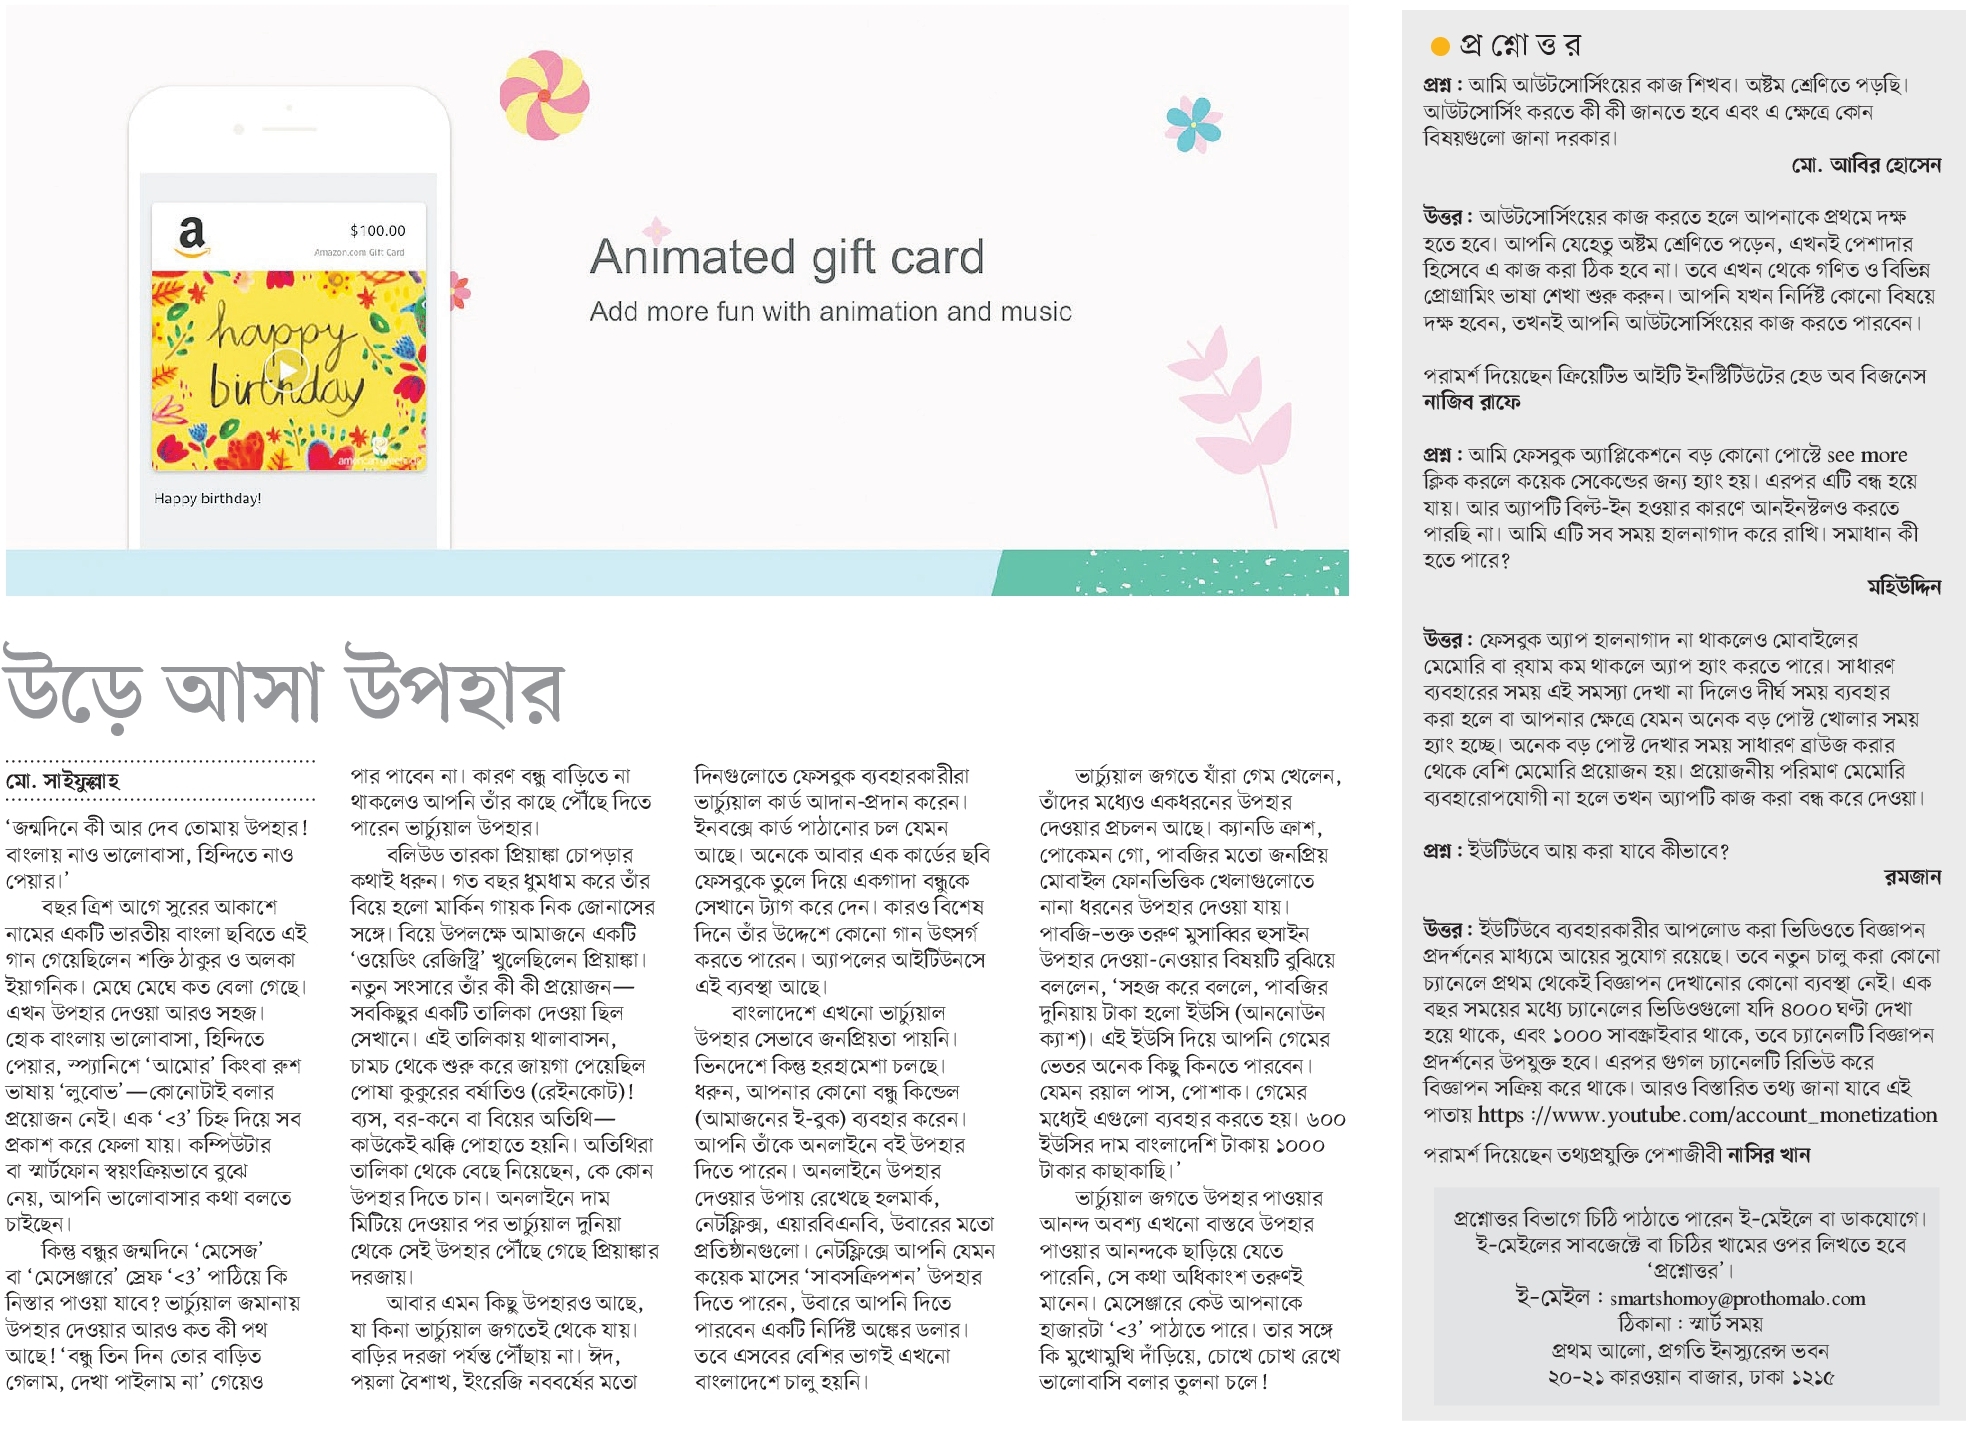 a
$100.00
Amazon.com Gift Card
happy
birthday
Happy birthday!
Animated gift card
Add more fun with animation and music
উড়ে আসা উপহার
মো. সাইফুল্লাহ
‘জন্মদিনে কী আর দেব তোমায় উপহার!
বাংলায় নাও ভালোবাসা, হিন্দিতে নাও
পেয়ার।’
বছর ত্রিশ আগে সুরের আকাশে
নামের একটি ভারতীয় বাংলা ছবিতে এই
গান গেয়েছিলেন শক্তি ঠাকুর ও অলকা
ইয়াগনিক। মেঘে মেঘে কত বেলা গেছে।
এখন উপহার দেওয়া আরও সহজ।
হোক বাংলায় ভালোবাসা, হিন্দিতে
পেয়ার, স্প্যানিশে ‘আমোর’ কিংবা রুশ
ভাষায় ‘লুবোভ’—কোনোটাই বলার
প্রয়োজন নেই। এক ‘<3’ চিহ্ন দিয়ে সব
প্রকাশ করে ফেলা যায়। কম্পিউটার
বা স্মার্টফোন স্বয়ংক্রিয়ভাবে বুঝে
নেয়, আপনি ভালোবাসার কথা বলতে
চাইছেন।
কিন্তু বন্ধুর জন্মদিনে ‘মেসেজ’
বা ‘মেসেঞ্জারে’ স্রেফ ‘<3’ পাঠিয়ে কি
নিস্তার পাওয়া যাবে? ভার্চ্যুয়াল জমানায়
উপহার দেওয়ার আরও কত কী পথ
আছে! ‘বন্ধু তিন দিন তোর বাড়িত
গেলাম, দেখা পাইলাম না’ গেয়েও
পার পাবেন না। কারণ বন্ধু বাড়িতে না
থাকলেও আপনি তাঁর কাছে পৌঁছে দিতে
পারেন ভার্চ্যুয়াল উপহার।
বলিউড তারকা প্রিয়াঙ্কা চোপড়ার
কথাই ধরুন। গত বছর ধুমধাম করে তাঁর
বিয়ে হলো মার্কিন গায়ক নিক জোনাসের
সঙ্গে। বিয়ে উপলক্ষে আমাজনে একটি
‘ওয়েডিং রেজিস্ট্রি’ খুলেছিলেন প্রিয়াঙ্কা।
নতুন সংসারে তাঁর কী কী প্রয়োজন—
সবকিছুর একটি তালিকা দেওয়া ছিল
সেখানে। এই তালিকায় থালাবাসন,
চামচ থেকে শুরু করে জায়গা পেয়েছিল
পোষা কুকুরের বর্ষাতিও (রেইনকোট)!
ব্যস, বর-কনে বা বিয়ের অতিথি—
কাউকেই ঝক্কি পোহাতে হয়নি। অতিথিরা
তালিকা থেকে বেছে নিয়েছেন, কে কোন
উপহার দিতে চান। অনলাইনে দাম
মিটিয়ে দেওয়ার পর ভার্চ্যুয়াল দুনিয়া
থেকে সেই উপহার পৌঁছে গেছে প্রিয়াঙ্কার
দরজায়।
আবার এমন কিছু উপহারও আছে,
যা কিনা ভার্চ্যুয়াল জগতেই থেকে যায়।
বাড়ির দরজা পর্যন্ত পৌঁছায় না। ঈদ,
পয়লা বৈশাখ, ইংরেজি নববর্ষের মতো
দিনগুলোতে ফেসবুক ব্যবহারকারীরা
ভার্চ্যুয়াল কার্ড আদান-প্রদান করেন।
ইনবক্সে কার্ড পাঠানোর চল যেমন
আছে। অনেকে আবার এক কার্ডের ছবি
ফেসবুকে তুলে দিয়ে একগাদা বন্ধুকে
সেখানে ট্যাগ করে দেন। কারও বিশেষ
দিনে তাঁর উদ্দেশে কোনো গান উৎসর্গ
করতে পারেন। অ্যাপলের আইটিউনসে
এই ব্যবস্থা আছে।
বাংলাদেশে এখনো ভার্চ্যুয়াল
উপহার সেভাবে জনপ্রিয়তা পায়নি।
ভিনদেশে কিন্তু হরহামেশা চলছে।
ধরুন, আপনার কোনো বন্ধু কিন্ডেল
(আমাজনের ই-বুক) ব্যবহার করেন।
আপনি তাঁকে অনলাইনে বই উপহার
দিতে পারেন। অনলাইনে উপহার
দেওয়ার উপায় রেখেছে হলমার্ক,
নেটফ্লিক্স, এয়ারবিএনবি, উবারের মতো
প্রতিষ্ঠানগুলো। নেটফ্লিক্সে আপনি যেমন
কয়েক মাসের ‘সাবসক্রিপশন’ উপহার
দিতে পারেন, উবারে আপনি দিতে
পারবেন একটি নির্দিষ্ট অঙ্কের ডলার।
তবে এসবের বেশির ভাগই এখনো
বাংলাদেশে চালু হয়নি।
ভার্চ্যুয়াল জগতে যাঁরা গেম খেলেন,
তাঁদের মধ্যেও একধরনের উপহার
দেওয়ার প্রচলন আছে। ক্যানডি ক্রাশ,
পোকেমন গো, পাবজির মতো জনপ্রিয়
মোবাইল ফোনভিত্তিক খেলাগুলোতে
নানা ধরনের উপহার দেওয়া যায়।
পাবজি-ভক্ত তরুণ মুসাব্বির হুসাইন
উপহার দেওয়া-নেওয়ার বিষয়টি বুঝিয়ে
বললেন, ‘সহজ করে বললে, পাবজির
দুনিয়ায় টাকা হলো ইউসি (আননোউন
ক্যাশ)। এই ইউসি দিয়ে আপনি গেমের
ভেতর অনেক কিছু কিনতে পারবেন।
যেমন রয়াল পাস, পোশাক। গেমের
মধ্যেই এগুলো ব্যবহার করতে হয়। ৬০০
ইউসির দাম বাংলাদেশি টাকায় ১০০০
টাকার কাছাকাছি।’
ভার্চ্যুয়াল জগতে উপহার পাওয়ার
আনন্দ অবশ্য এখনো বাস্তবে উপহার
পাওয়ার আনন্দকে ছাড়িয়ে যেতে
পারেনি, সে কথা অধিকাংশ তরুণই
মানেন। মেসেঞ্জারে কেউ আপনাকে
হাজারটা ‘<3’ পাঠাতে পারে। তার সঙ্গে
কি মুখোমুখি দাঁড়িয়ে, চোখে চোখ রেখে
ভালোবাসি বলার তুলনা চলে!
প্রশ্নোত্তর
প্রশ্ন : আমি আউটসোর্সিংয়ের কাজ শিখব। অষ্টম শ্রেণিতে পড়ছি।
আউটসোর্সিং করতে কী কী জানতে হবে এবং এ ক্ষেত্রে কোন
বিষয়গুলো জানা দরকার।
মো. আবির হোসেন
উত্তর : আউটসোর্সিংয়ের কাজ করতে হলে আপনাকে প্রথমে দক্ষ
হতে হবে। আপনি যেহেতু অষ্টম শ্রেণিতে পড়েন, এখনই পেশাদার
হিসেবে এ কাজ করা ঠিক হবে না। তবে এখন থেকে গণিত ও বিভিন্ন
প্রোগ্রামিং ভাষা শেখা শুরু করুন। আপনি যখন নির্দিষ্ট কোনো বিষয়ে
দক্ষ হবেন, তখনই আপনি আউটসোর্সিংয়ের কাজ করতে পারবেন।
পরামর্শ দিয়েছেন ক্রিয়েটিভ আইটি ইনস্টিটিউটের হেড অব বিজনেস
নাজিব রাফে
প্রশ্ন : আমি ফেসবুক অ্যাপ্লিকেশনে বড় কোনো পোস্টে see more
ক্লিক করলে কয়েক সেকেন্ডের জন্য হ্যাং হয়। এরপর এটি বন্ধ হয়ে
যায়। আর অ্যাপটি বিল্ট-ইন হওয়ার কারণে আনইনস্টলও করতে
পারছি না। আমি এটি সব সময় হালনাগাদ করে রাখি। সমাধান কী
হতে পারে?
মহিউদ্দিন
উত্তর : ফেসবুক অ্যাপ হালনাগাদ না থাকলেও মোবাইলের
মেমোরি বা র‍্যাম কম থাকলে অ্যাপ হ্যাং করতে পারে। সাধারণ
ব্যবহারের সময় এই সমস্যা দেখা না দিলেও দীর্ঘ সময় ব্যবহার
করা হলে বা আপনার ক্ষেত্রে যেমন অনেক বড় পোস্ট খোলার সময়
হ্যাং হচ্ছে। অনেক বড় পোস্ট দেখার সময় সাধারণ ব্রাউজ করার
থেকে বেশি মেমোরি প্রয়োজন হয়। প্রয়োজনীয় পরিমাণ মেমোরি
ব্যবহারোপযোগী না হলে তখন অ্যাপটি কাজ করা বন্ধ করে দেওয়া।
প্রশ্ন : ইউটিউবে আয় করা যাবে কীভাবে?
রমজান
উত্তর : ইউটিউবে ব্যবহারকারীর আপলোড করা ভিডিওতে বিজ্ঞাপন
প্রদর্শনের মাধ্যমে আয়ের সুযোগ রয়েছে। তবে নতুন চালু করা কোনো
চ্যানেলে প্রথম থেকেই বিজ্ঞাপন দেখানোর কোনো ব্যবস্থা নেই। এক
বছর সময়ের মধ্যে চ্যানেলের ভিডিওগুলো যদি ৪০০০ ঘণ্টা দেখা
হয়ে থাকে, এবং ১০০০ সাবস্ক্রাইবার থাকে, তবে চ্যানেলটি বিজ্ঞাপন
প্রদর্শনের উপযুক্ত হবে। এরপর গুগল চ্যানেলটি রিভিউ করে
বিজ্ঞাপন সক্রিয় করে থাকে। আরও বিস্তারিত তথ্য জানা যাবে এই
পাতায় https ://www.youtube.com/account_monetization
পরামর্শ দিয়েছেন তথ্যপ্রযুক্তি পেশাজীবী নাসির খান
প্রশ্নোত্তর বিভাগে চিঠি পাঠাতে পারেন ই-মেইলে বা ডাকযোগে।
ই-মেইলের সাবজেক্টে বা চিঠির খামের ওপর লিখতে হবে
‘প্রশ্নোত্তর’।
ই-মেইল : smartshomoy@prothomalo.com
ঠিকানা : স্মার্ট সময়
প্রথম আলো, প্রগতি ইনস্যুরেন্স ভবন
২০-২১ কারওয়ান বাজার, ঢাকা ১২১৫